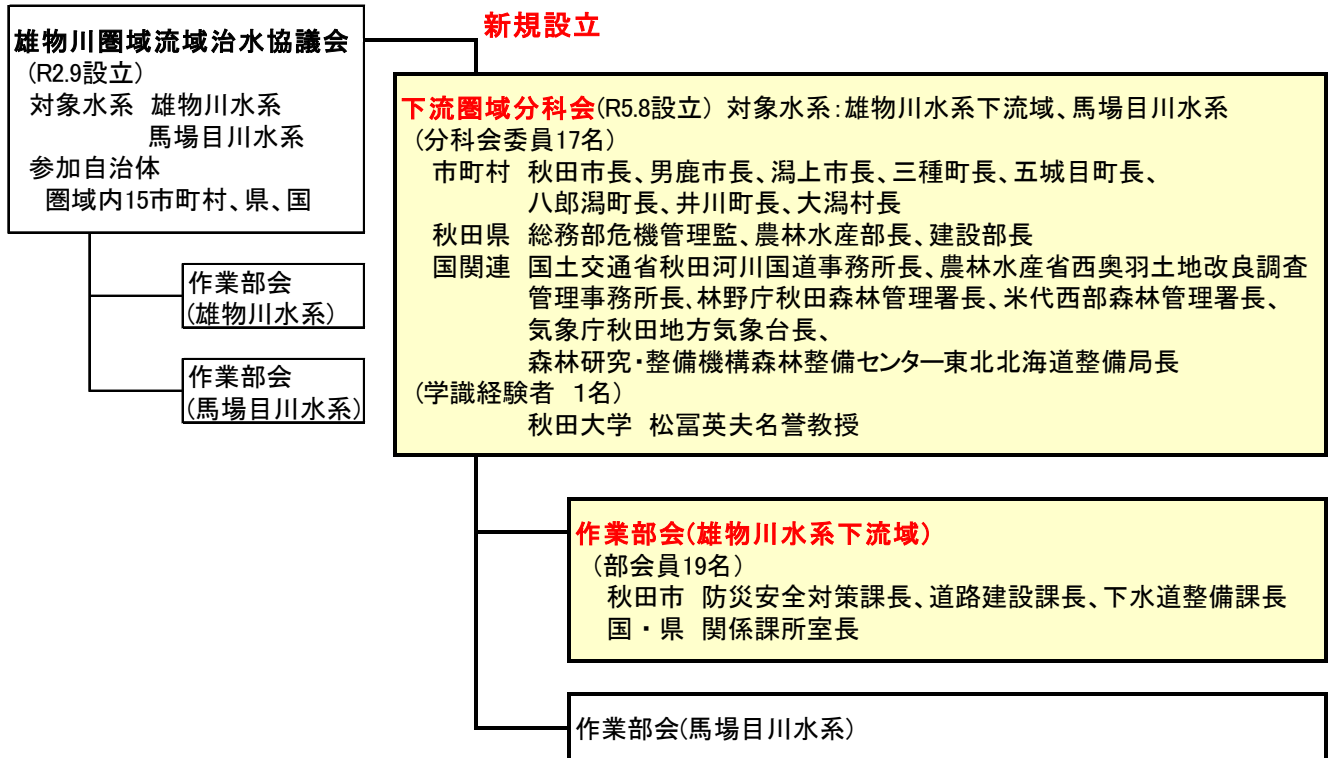 雄物川圏域流域治水協議会
(R2.9設立)
対象水系 雄物川水系
馬場目川水系
参加自治体
圏域内15市町村、県、国
作業部会
(雄物川水系)
作業部会
(馬場目川水系)
新規設立
下流圏域分科会(R5.8設立) 対象水系:雄物川水系下流域、馬場目川水系
(分科会委員17名)
市町村 秋田市長、男鹿市長、潟上市長、三種町長、五城目町長、
八郎潟町長、井川町長、大潟村長
秋田県 総務部危機管理監、農林水産部長、建設部長
国関連 国土交通省秋田河川国道事務所長、農林水産省西奥羽土地改良調査
管理事務所長、林野庁秋田森林管理署長、米代西部森林管理署長、
気象庁秋田地方気象台長、
森林研究・整備機構森林整備センター東北北海道整備局長
(学識経験者 1名)
秋田大学 松冨英夫名誉教授
作業部会(雄物川水系下流域)
(部会員19名)
秋田市 防災安全対策課長、道路建設課長、下水道整備課長
国・県 関係課所室長
作業部会(馬場目川水系)